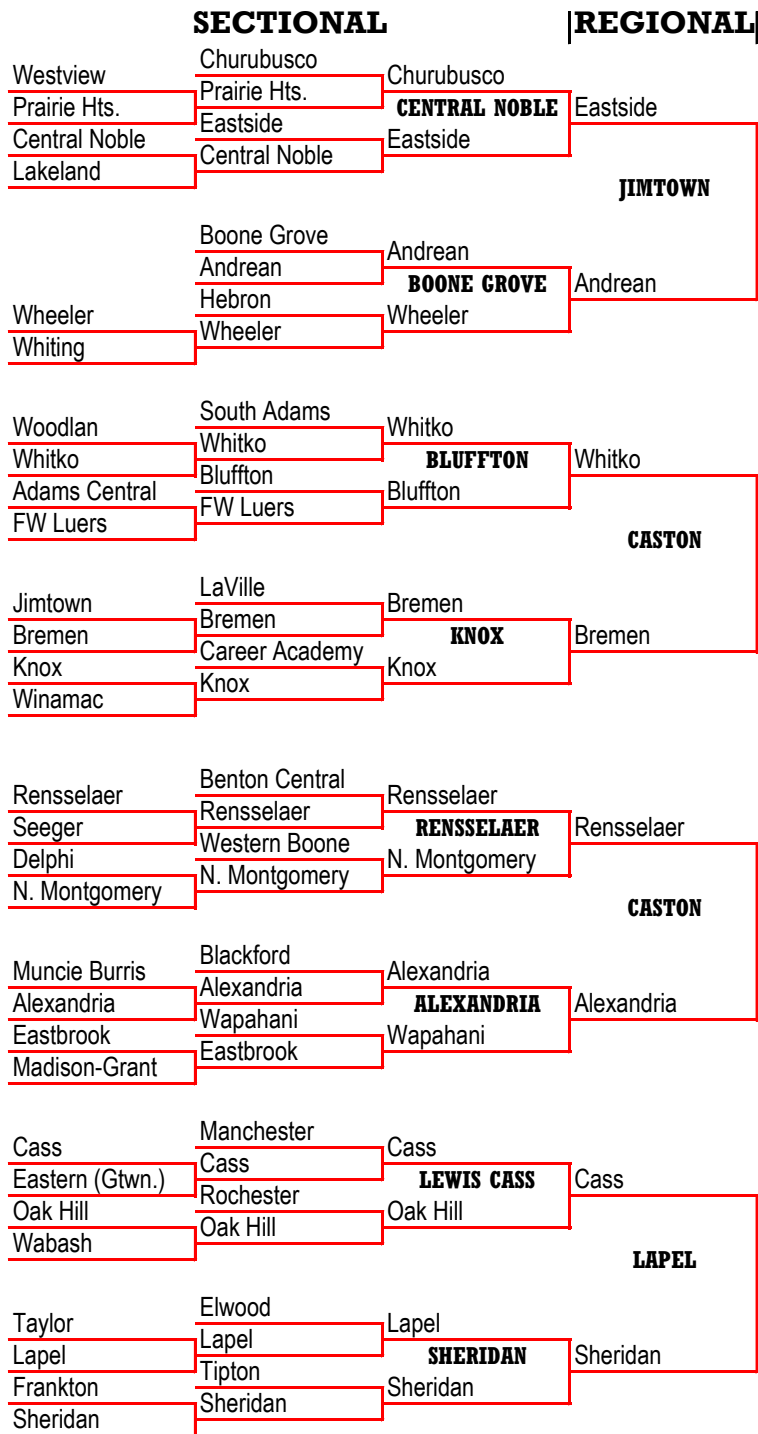 SECTIONAL
REGIONAL
Westview
Prairie Hts.
Central Noble
Lakeland
Churubusco
Prairie Hts.
Eastside
Central Noble
Churubusco
CENTRAL NOBLE
Eastside
Eastside
JIMTOWN
Wheeler
Whiting
Boone Grove
Andrean
Hebron
Wheeler
Andrean
BOONE GROVE
Wheeler
Andrean
Woodlan
Whitko
Adams Central
FW Luers
South Adams
Whitko
Bluffton
FW Luers
Whitko
BLUFFTON
Bluffton
Whitko
CASTON
Jimtown
Bremen
Knox
Winamac
LaVille
Bremen
Career Academy
Knox
Bremen
KNOX
Knox
Bremen
Rensselaer
Seeger
Delphi
N. Montgomery
Benton Central
Rensselaer
Western Boone
N. Montgomery
Rensselaer
RENSSELAER
N. Montgomery
Rensselaer
CASTON
Muncie Burris
Alexandria
Eastbrook
Madison-Grant
Blackford
Alexandria
Wapahani
Eastbrook
Alexandria
ALEXANDRIA
Wapahani
Alexandria
Cass
Eastern (Gtwn.)
Oak Hill
Wabash
Manchester
Cass
Rochester
Oak Hill
Cass
LEWIS CASS
Oak Hill
Cass
LAPEL
Taylor
Lapel
Frankton
Sheridan
Elwood
Lapel
Tipton
Sheridan
Lapel
SHERIDAN
Sheridan
Sheridan